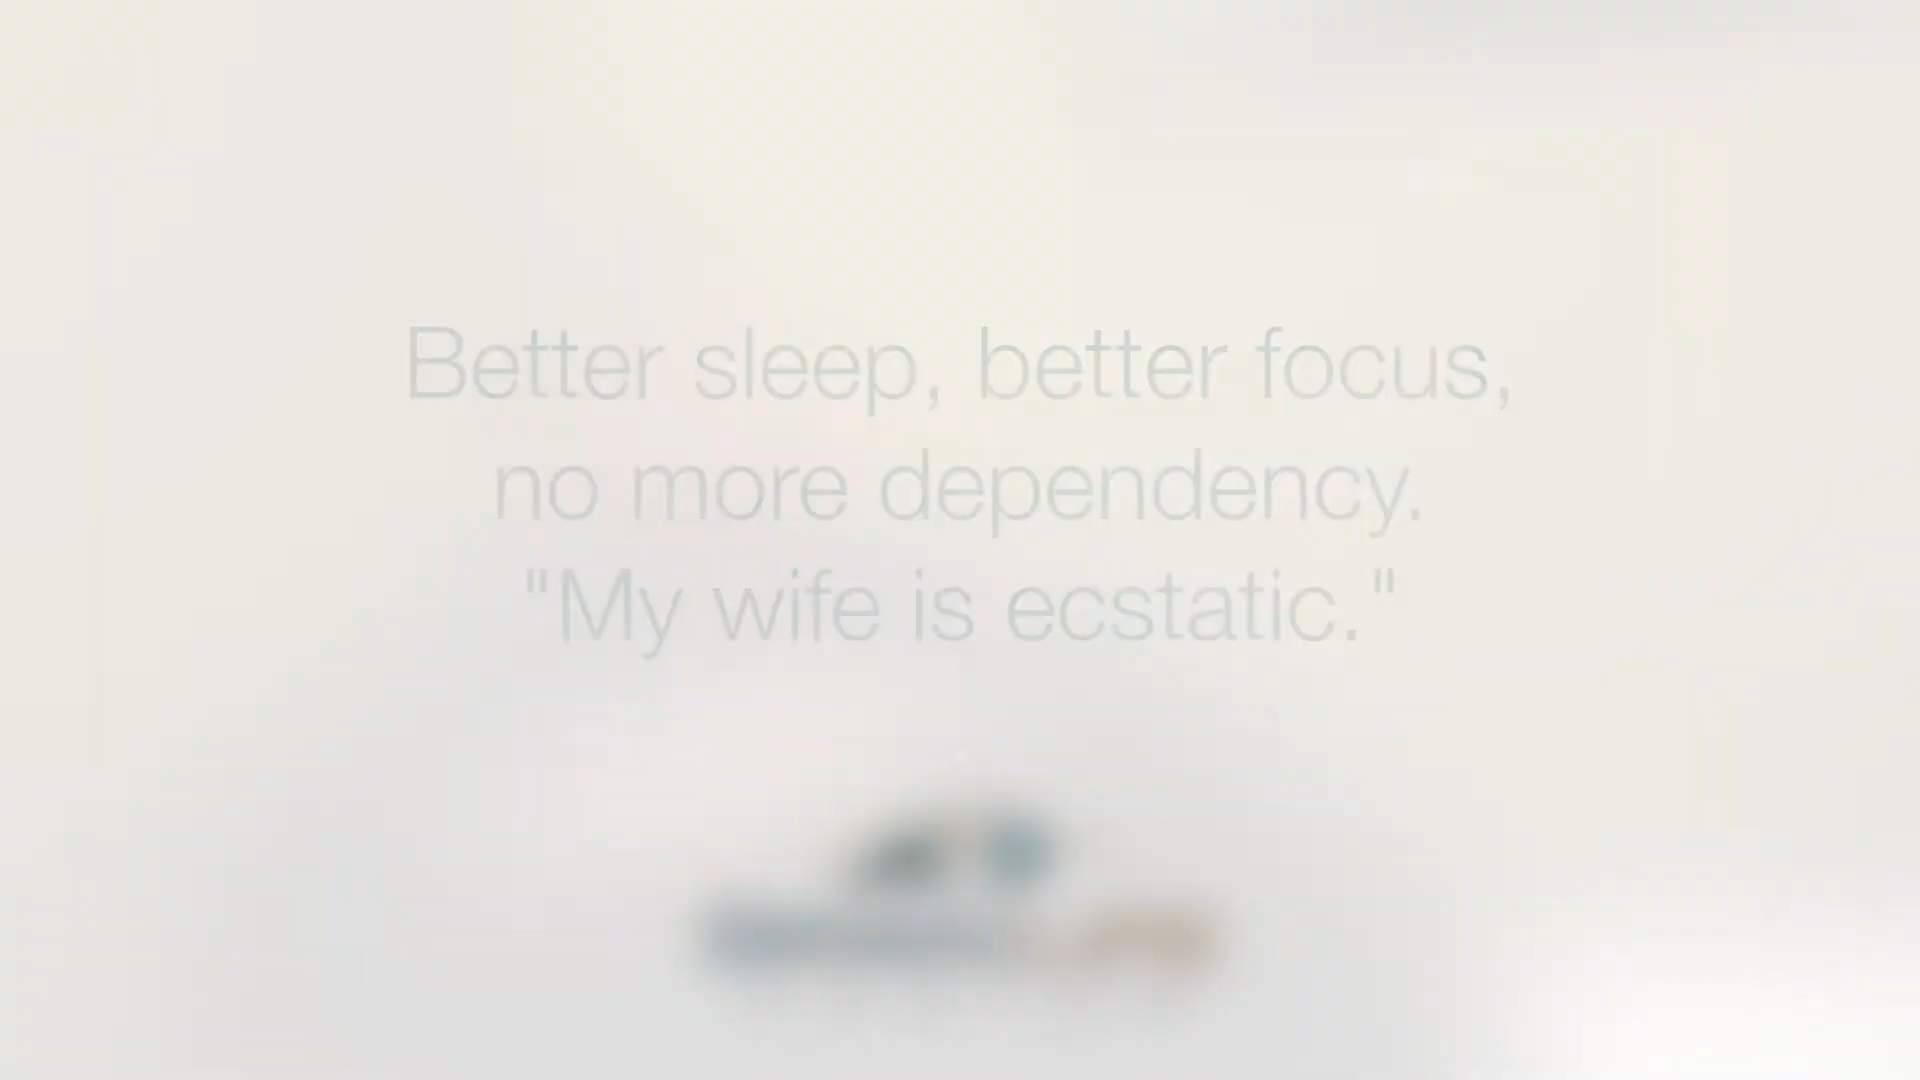 Better sleep, better focus,
no more dependency.
"My wife is ecstatic."